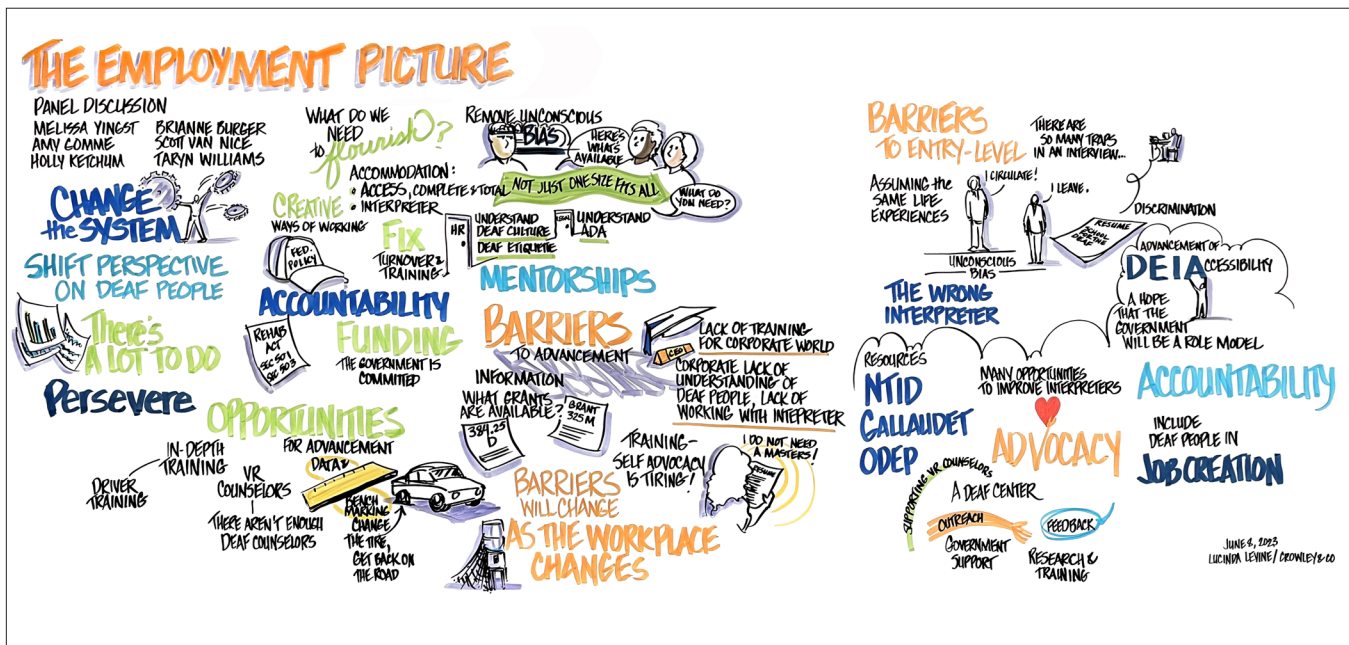 THE EMPLOYMENT PICTURE
PANEL DISCUSSION
MELISSA YINGST
AMY GOMME
HOLLY KETCHUM
BRIANNE BURGER
SCOTT VAN NICE
TARYN WILLIAMS
CHANGE
the SYSTEM
SHIFT PERSPECTIVE
ON DEAF PEOPLE
There's
A LOT TO DO
Persevere
WHAT DO WE
NEED
to flourish?
ACCOMMODATION:
• ACCESS, COMPLETE & TOTAL
• INTERPRETER
CREATIVE
WAYS OF WORKING
FED.
POLICY
ACCOUNTABILITY
REHAB
ACT
SEC 501
SEC 503
Fix
TURNOVER &
TRAINING
FUNDING
THE GOVERNMENT IS
COMMITTED
REMOVE UNCONSCIOUS
BIAS
HERE'S
WHATS
AVAILABLE
NOT JUST ONE SIZE FITS ALL
WHAT DO
YOU NEED?
HR
UNDERSTAND
DEAF CULTURE
DEAF ETIQUETTE
LEGAL
UNDERSTAND
ADA
MENTORSHIPS
BARRIERS
TO ADVANCEMENT
LACK OF TRAINING
FOR CORPORATE WORLD
CEO
CORPORATE LACK OF
UNDERSTANDING OF
DEAF PEOPLE, LACK OF
WORKING WITH INTEPRETER
INFORMATION
WHAT GRANTS
ARE AVAILABLE?
384.25
D
GRANT
325M
TRAINING-
SELF ADVOCACY
IS TIRING!
I DO NOT NEED
A MASTERS!
RESUME
OPPORTUNITIES
FOR ADVANCEMENT
IN-DEPTH
TRAINING
DRIVER
TRAINING
VR
COUNSELORS
THERE AREN'T ENOUGH
DEAF COUNSELORS
DATA &
BENCH
MARKING
CHANGE
THE TIRE,
GET BACK ON
THE ROAD
BARRIERS
WILL CHANGE
AS THE WORKPLACE
CHANGES
BARRIERS
TO ENTRY-LEVEL
ASSUMING the
SAME LIFE
EXPERIENCES
I CIRCULATE!
I LEAVE.
UNCONSCIOUS
BIAS
THERE ARE
SO MANY TRAPS
IN AN INTERVIEW...
RESUME
SCHOOL
FOR THE
DEAF
DISCRIMINATION
THE WRONG
INTERPRETER
ADVANCEMENT OF
DEIA CCESSIBILITY
A HOPE
THAT THE
GOVERNMENT
WILL BE A ROLE MODEL
RESOURCES
NTID
GALLAUDET
ODEP
MANY OPPORTUNITIES
TO IMPROVE INTERPRETERS
ADVOCACY
SUPPORTING VR COUNSELORS
A DEAF CENTER
OUTREACH
GOVERNMENT
SUPPORT
FEEDBACK
RESEARCH &
TRAINING
ACCOUNTABILITY
INCLUDE
DEAF PEOPLE IN
JOB CREATION
LUCINDA LEVINE / CROWLEY & CO